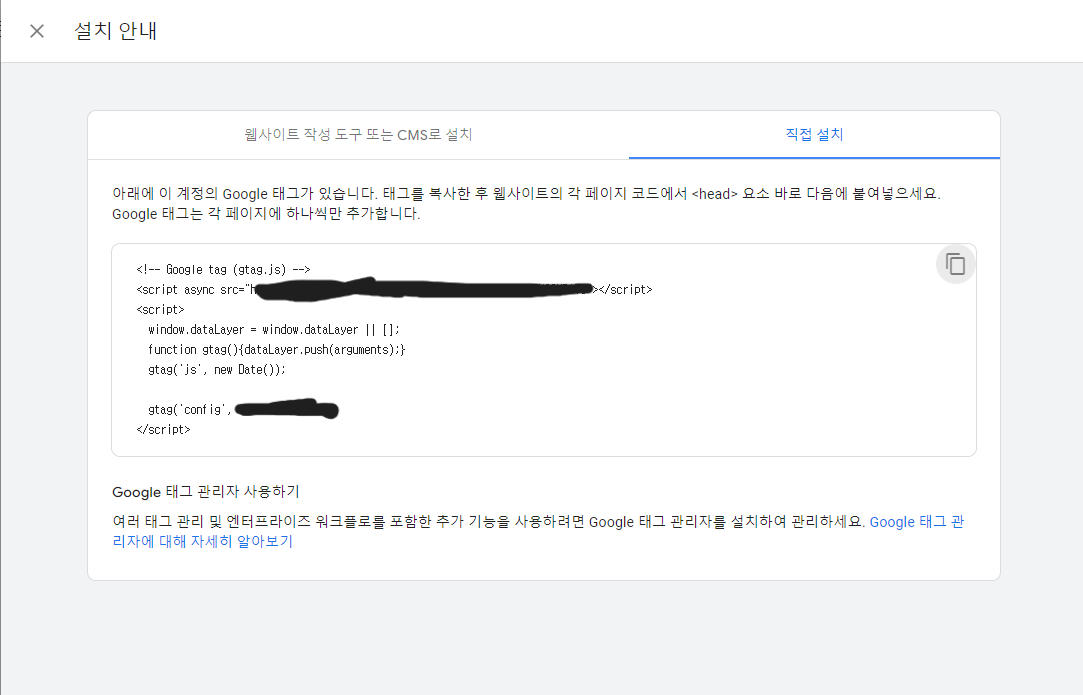 설치 안내
웹사이트 작성 도구 또는 CMS로 설치
직접 설치
아래에 이 계정의 Google 태그가 있습니다. 태그를 복사한 후 웹사이트의 각 페이지 코드에서 <head> 요소 바로 다음에 붙여넣으세요.
Google 태그는 각 페이지에 하나씩만 추가합니다.
<!-- Google tag (gtag.js) -->
<script async src="h></script>
<script>
window.dataLayer = window.dataLayer || [];
function gtag(){dataLayer.push(arguments);}
gtag('js', new Date());
gtag('config',
</script>
Google 태그 관리자 사용하기
여러 태그 관리 및 엔터프라이즈 워크플로를 포함한 추가 기능을 사용하려면 Google 태그 관리자를 설치하여 관리하세요. Google 태그 관
리자에 대해 자세히 알아보기